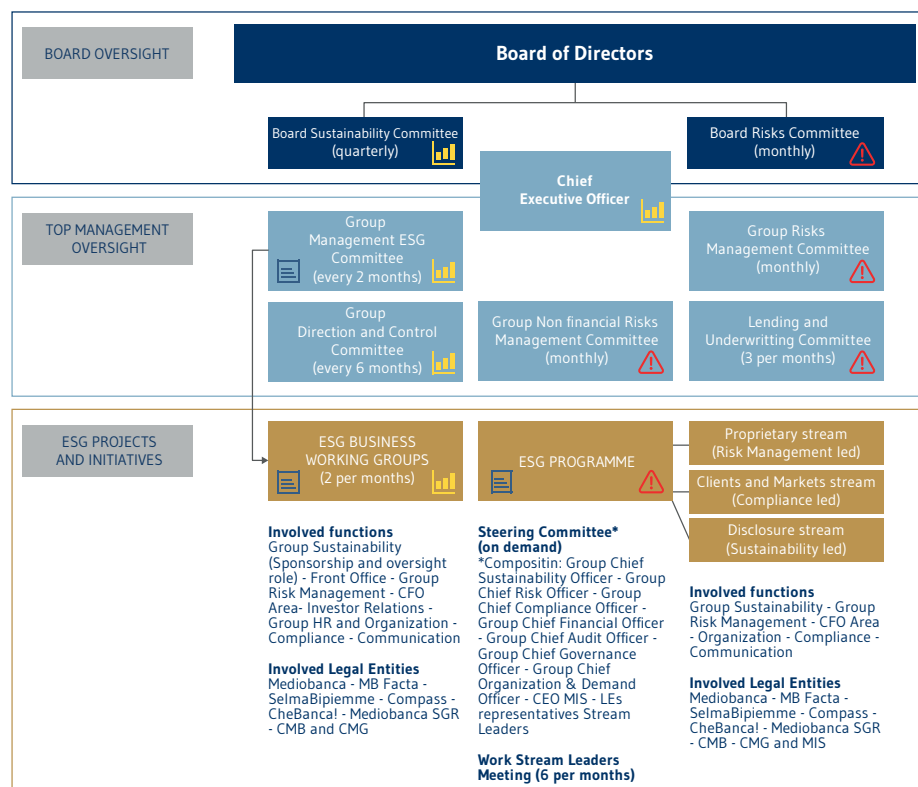 BOARD OVERSIGHT
Board of Directors
Board Sustainability Committee
(quarterly)
Board Risks Committee
(monthly)
Chief
Executive Officer
TOP MANAGEMENT
OVERSIGHT
Group
Management ESG
Committee
(every 2 months)
Group Risks
Management Committee
(monthly)
Group
Direction and Control
Committee
(every 6 months)
Group Non financial Risks
Management Committee
(monthly)
Lending and
Underwritting Committee
(3 per months)
ESG PROJECTS
AND INITIATIVES
ESG BUSINESS
WORKING GROUPS
(2 per months)
ESG PROGRAMME
Proprietary stream
(Risk Management led)
Clients and Markets stream
(Compliance led)
Disclosure stream
(Sustainability led)
Involved functions
Group Sustainability
(Sponsorship and oversight
role) - Front Office - Group
Risk Management - CFO
Area- Investor Relations -
Group HR and Organization -
Compliance - Communication
Involved Legal Entities
Mediobanca - MB Facta -
SelmaBipiemme - Compass -
CheBanca! - Mediobanca SGR
- CMB and CMG
Steering Committee*
(on demand)
*Compositin: Group Chief
Sustainability Officer - Group
Chief Risk Officer - Group
Chief Compliance Officer -
Group Chief Financial Officer
- Group Chief Audit Officer -
Group Chief Governance
Officer - Group Chief
Organization & Demand
Officer - CEO MIS - LEs
representatives Stream
Leaders
Work Stream Leaders
Meeting (6 per months)
Involved functions
Group Sustainability - Group
Risk Management - CFO Area
- Organization - Compliance -
Communication
Involved Legal Entities
Mediobanca - MB Facta -
SelmaBipiemme - Compass -
CheBanca! - Mediobanca SGR
- CMB - CMG and MIS